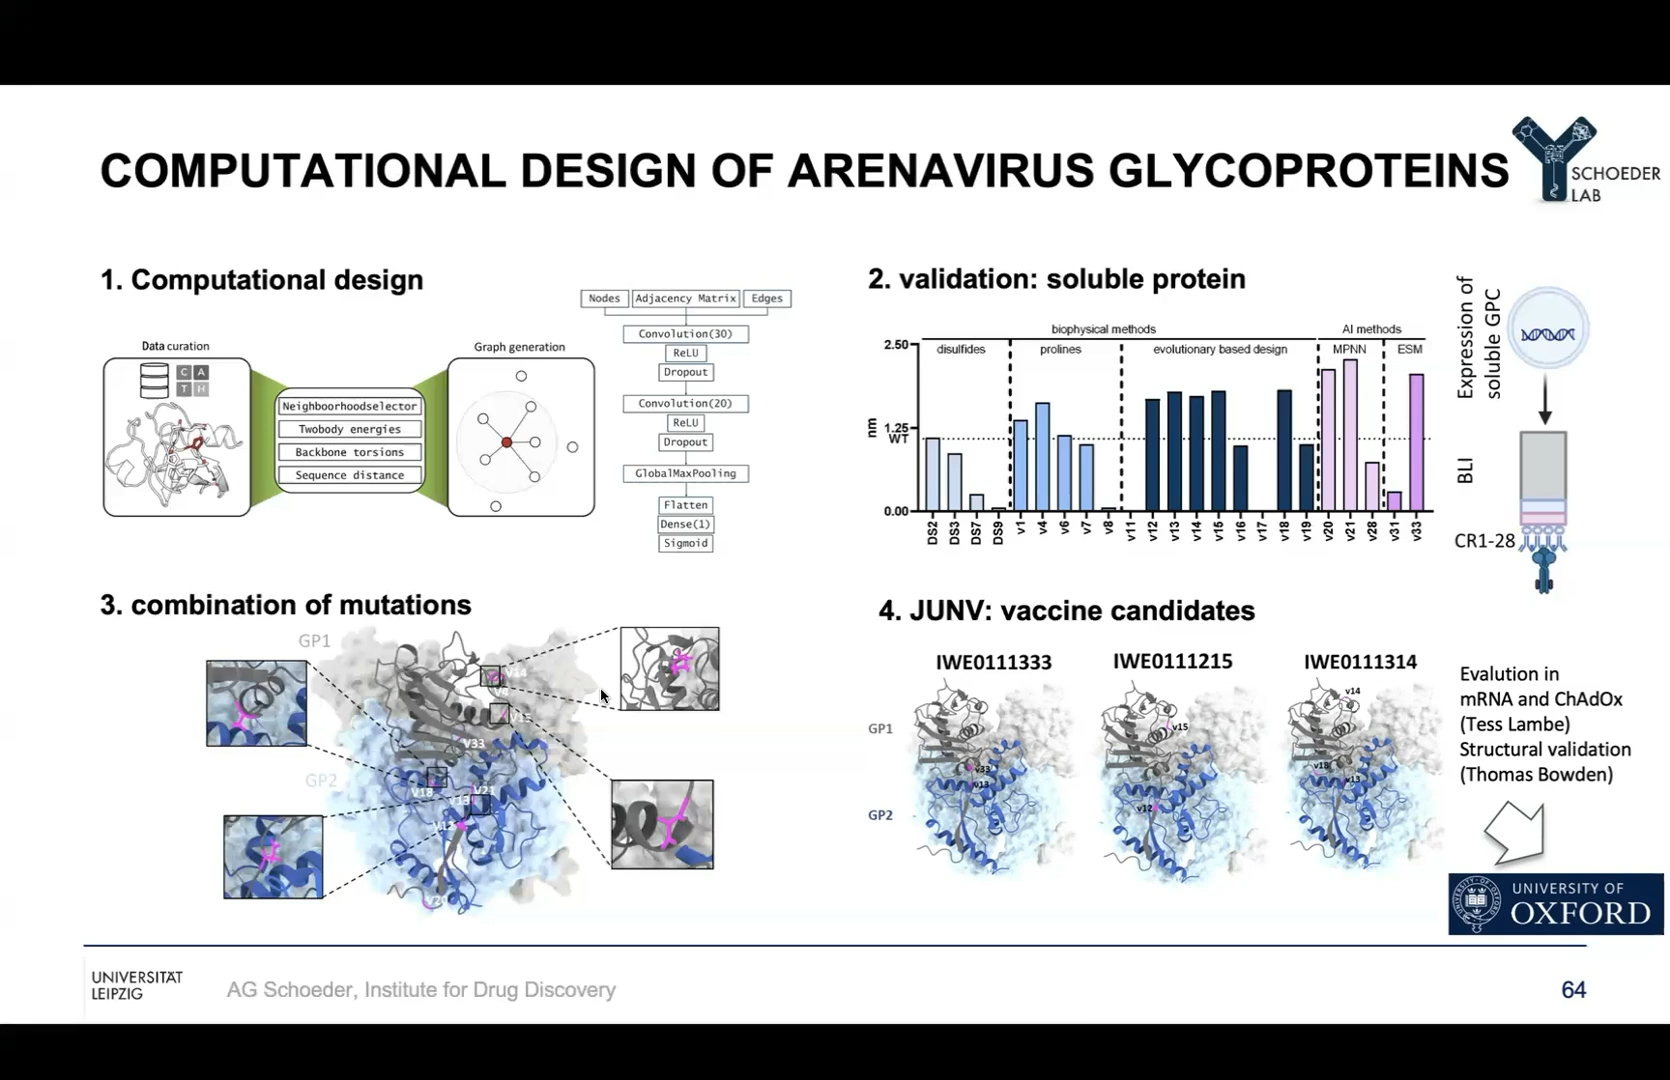 COMPUTATIONAL DESIGN OF ARENAVIRUS GLYCOPROTEINS
SCHOEDER
LAB
1. Computational design
Data curation
C A
T H
Neighboorhoodselector
Twobody energies
Backbone torsions
Sequence distance
Graph generation
Nodes
Adjacency Matrix
Edges
Convolution(30)
ReLU
Dropout
Convolution(20)
ReLU
Dropout
GlobalMaxPooling
Flatten
Dense(1)
Sigmoid
2. validation: soluble protein
biophysical methods
AI methods
disulfides
prolines
evolutionary based design
MPNN
ESM
2.50
1.25
WT
0.00
nm
DS2 DS3 DS7 DS9 v1 v4 v6 v7 v8 v11 v12 v13 v14 v15 v16 v17 v18 v19 v20 v21 v28 v31 v33
Expression of
soluble GPC
BLI
CR1-28
3. combination of mutations
GP1
GP2
V14
V15
V33
V18
V21
V13
V12
V20
4. JUNV: vaccine candidates
IWE0111333
IWE0111215
IWE0111314
GP1
GP2
v33
v13
v15
v12
v14
v18
v13
Evalution in
mRNA and ChAdOx
(Tess Lambe)
Structural validation
(Thomas Bowden)
UNIVERSITY OF
OXFORD
UNIVERSITÄT
LEIPZIG
AG Schoeder, Institute for Drug Discovery
64